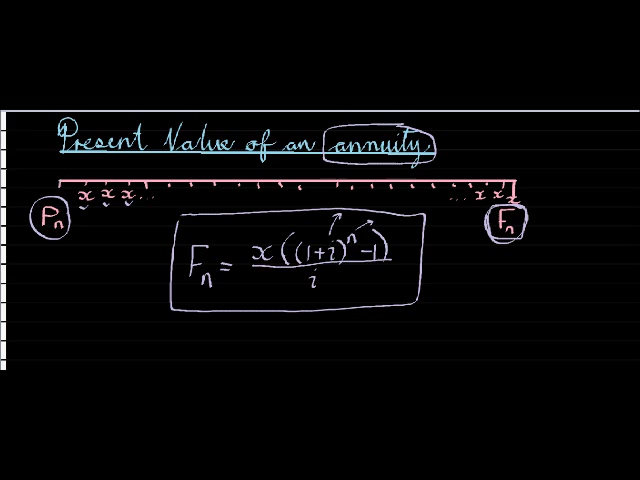 Present Value of an annuity
x x x ... ... x x x
Pn Fn
Fn = x((1+i)^n -1)
i